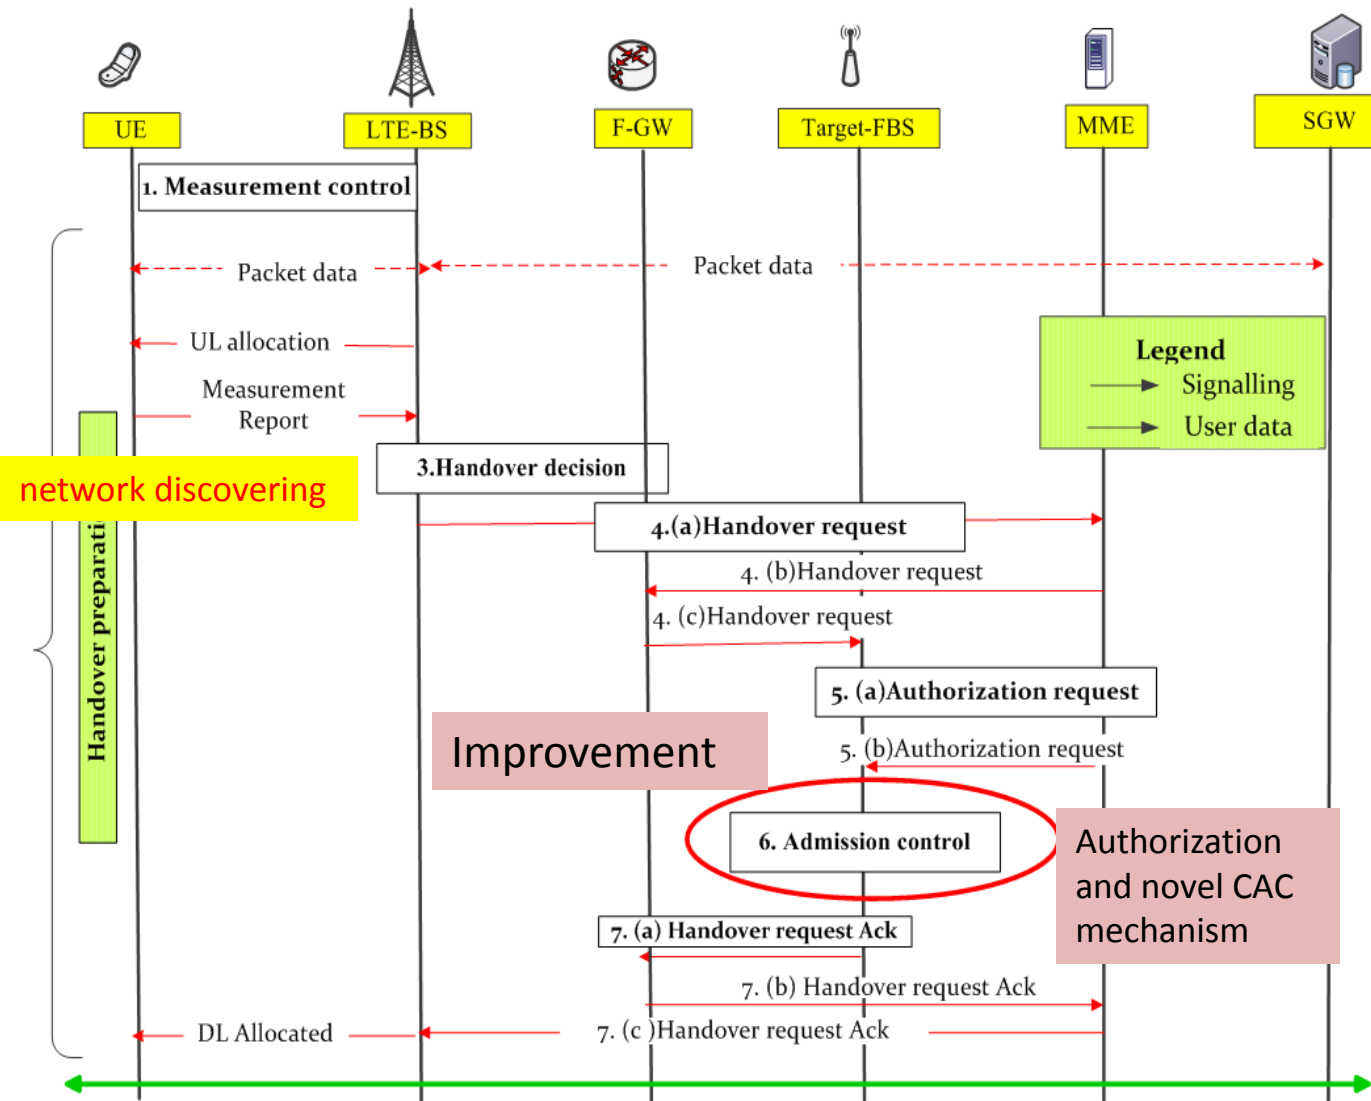 UE
LTE-BS
F-GW
Target-FBS
MME
SGW
1. Measurement control
Packet data
Packet data
UL allocation
Legend
Signalling
User data
Measurement
Report
3.Handover decision
network discovering
Handover preparati
4.(a)Handover request
4. (b)Handover request
4. (c)Handover request
5. (a)Authorization request
Improvement
5. (b)Authorization request
6. Admission control
Authorization
and novel CAC
mechanism
7. (a) Handover request Ack
7. (b) Handover request Ack
DL Allocated
7. (c )Handover request Ack